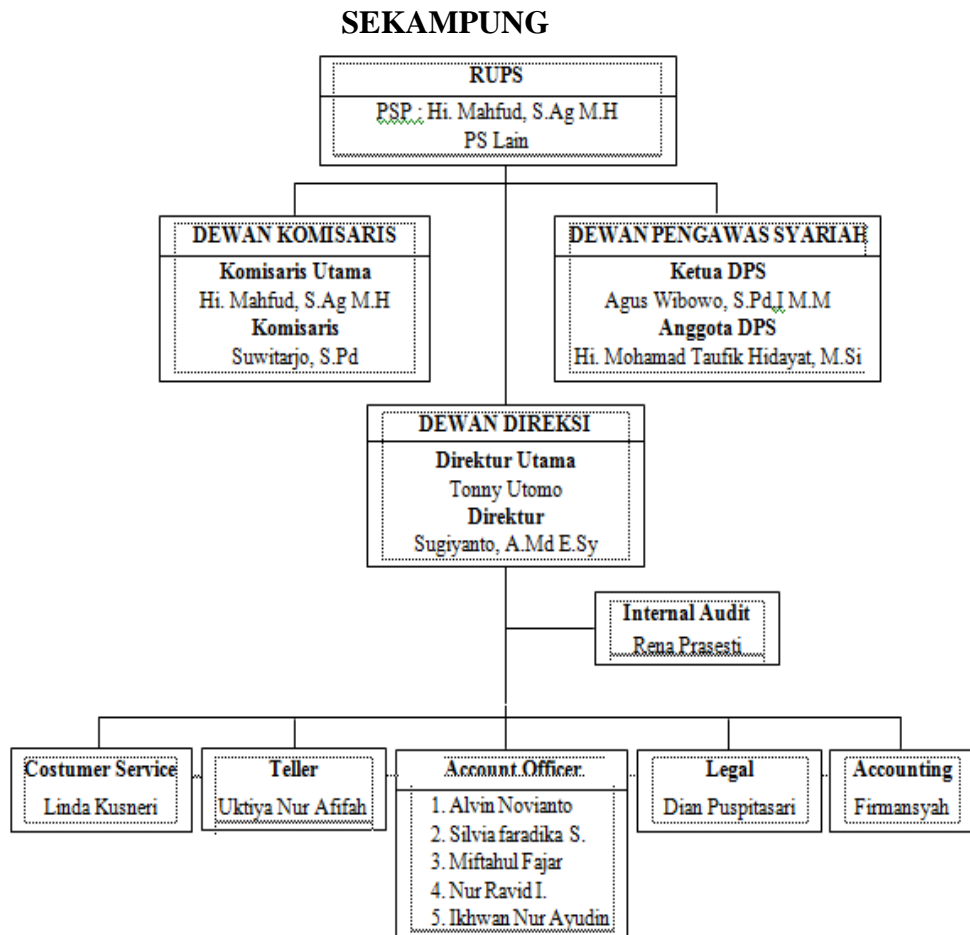 SEKAMPUNG
RUPS
PSP : Hi. Mahfud, S.Ag M.H
PS Lain
DEWAN KOMISARIS
Komisaris Utama
Hi. Mahfud, S.Ag M.H
Komisaris
Suwitarjo, S.Pd
DEWAN PENGAWAS SYARIAH
Ketua DPS
Agus Wibowo, S.Pd,I M.M
Anggota DPS
Hi. Mohamad Taufik Hidayat, M.Si
DEWAN DIREKSI
Direktur Utama
Tonny Utomo
Direktur
Sugiyanto, A.Md E.Sy
Internal Audit
Rena Prasesti
Costumer Service
Linda Kusneri
Teller
Uktiya Nur Afifah
Account Officer
1. Alvin Novianto
2. Silvia faradika S.
3. Miftahul Fajar
4. Nur Ravid I.
5. Ikhwan Nur Ayudin
Legal
Dian Puspitasari
Accounting
Firmansyah